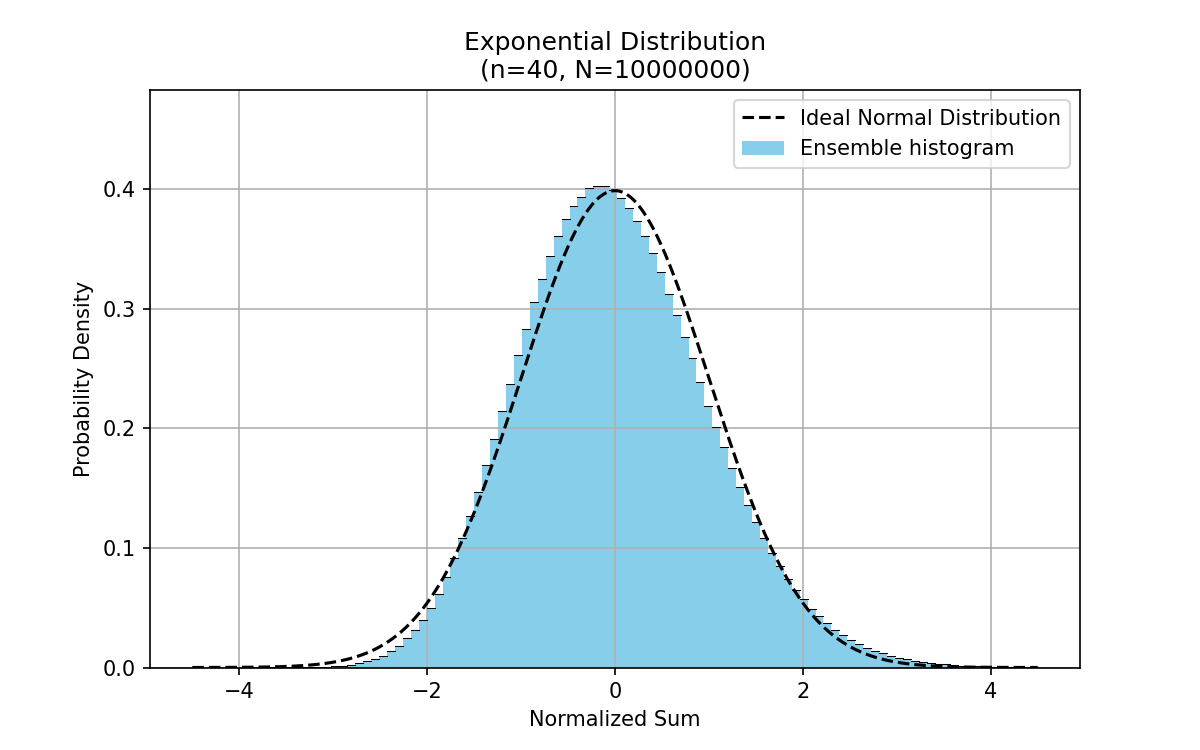 Exponential Distribution
(n=40, N=10000000)
Ideal Normal Distribution
Ensemble histogram
Probability Density
0.4
0.3
0.2
0.1
0.0
−4
−2
0
2
4
Normalized Sum